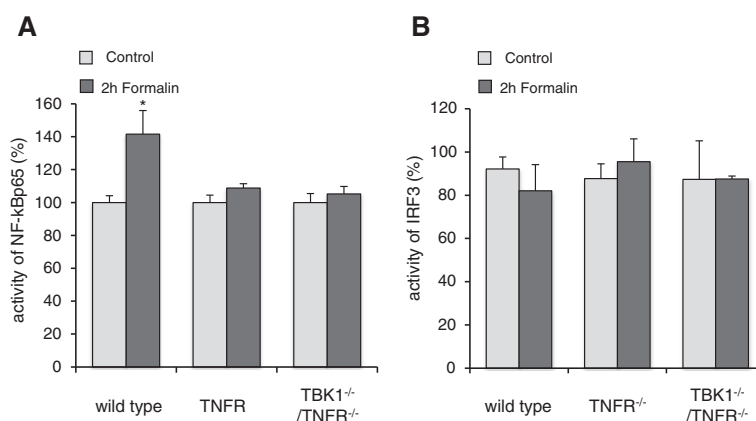 A
Control
2h Formalin
activity of NF-kBp65 (%)
160
140
120
100
80
60
40
20
0
*
wild type
TNFR
TBK1-/-
/TNFR-/-
B
Control
2h Formalin
activity of IRF3 (%)
120
100
80
60
40
20
0
wild type
TNFR-/-
TBK1-/-
/TNFR-/-